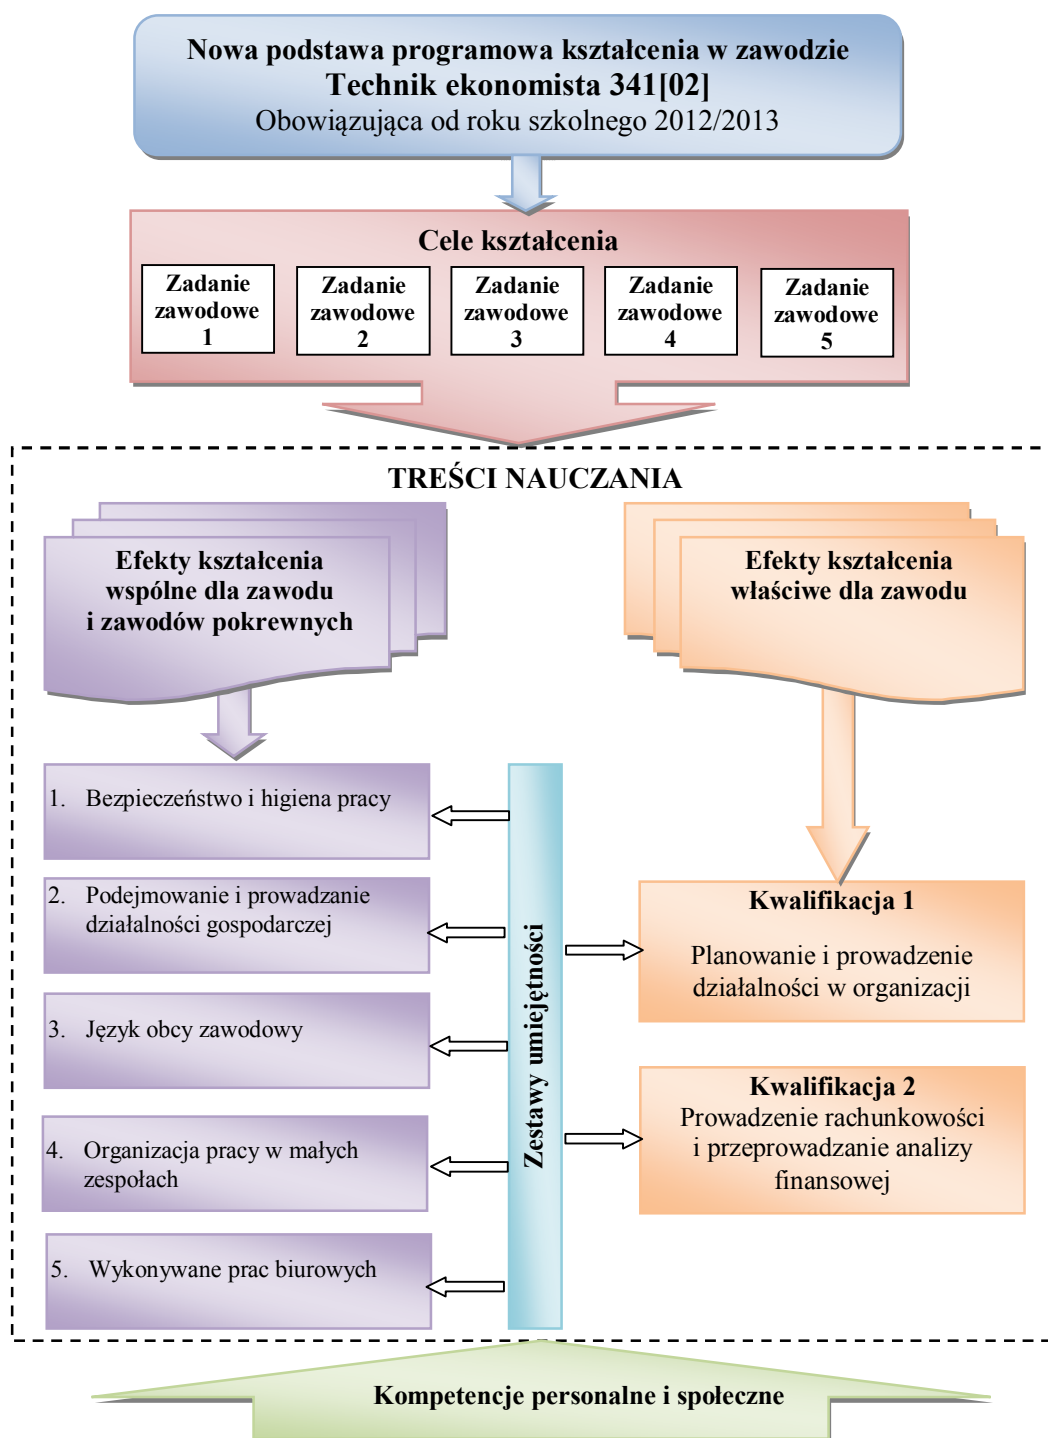 Nowa podstawa programowa kształcenia w zawodzie
Technik ekonomista 341[02]
Obowiązująca od roku szkolnego 2012/2013
Cele kształcenia
Zadanie
zawodowe
1
Zadanie
zawodowe
2
Zadanie
zawodowe
3
Zadanie
zawodowe
4
Zadanie
zawodowe
5
TREŚCI NAUCZANIA
Efekty kształcenia
wspólne dla zawodu
i zawodów pokrewnych
Efekty kształcenia
właściwe dla zawodu
1. Bezpieczeństwo i higiena pracy
2. Podejmowanie i prowadzanie
działalności gospodarczej
3. Język obcy zawodowy
4. Organizacja pracy w małych
zespołach
5. Wykonywane prac biurowych
Zestawy umiejętności
Kwalifikacja 1
Planowanie i prowadzenie
działalności w organizacji
Kwalifikacja 2
Prowadzenie rachunkowości
i przeprowadzanie analizy
finansowej
Kompetencje personalne i społeczne